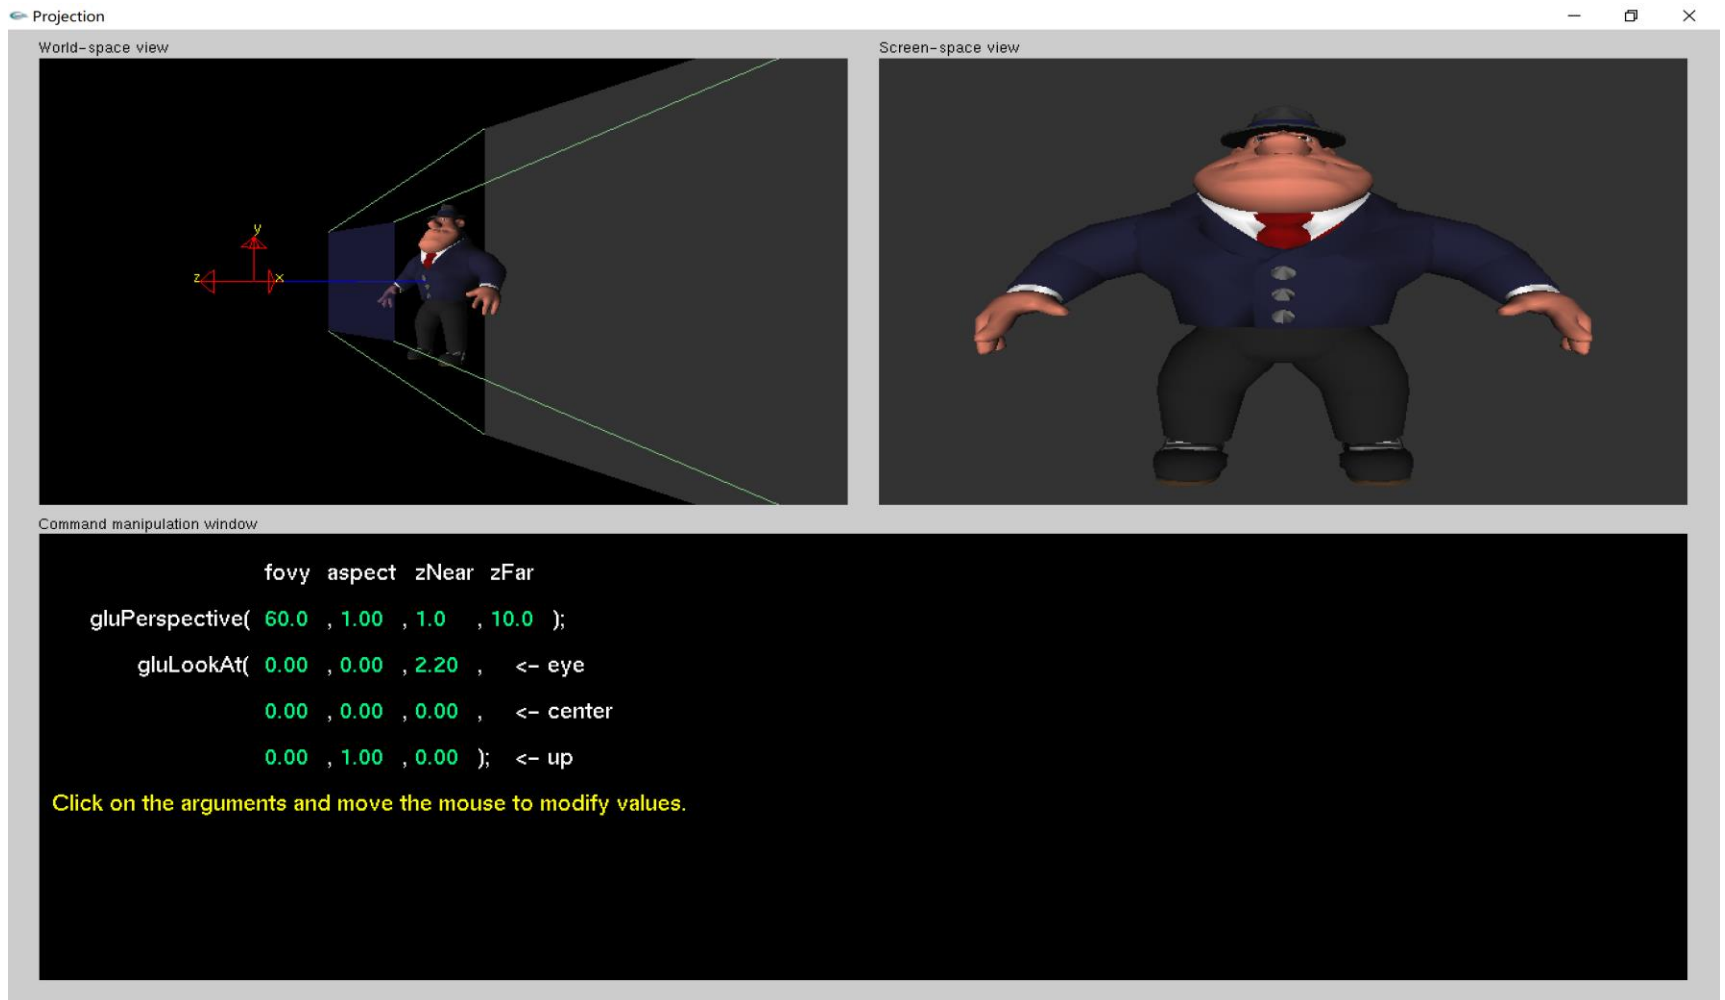 Projection
World-space view
Screen-space view
y
z
x
Command manipulation window
fovy aspect zNear zFar
gluPerspective( 60.0 , 1.00 , 1.0 , 10.0 );
gluLookAt( 0.00 , 0.00 , 2.20 , <- eye
0.00 , 0.00 , 0.00 , <- center
0.00 , 1.00 , 0.00 ); <- up
Click on the arguments and move the mouse to modify values.